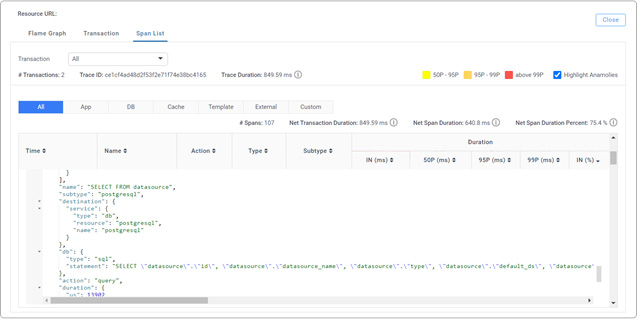 Resource URL:
Close
Flame Graph Transaction Span List
Transaction All
# Transactions: 2 Trace ID: ce1cf4ad48d2f53f2e71f74e38bc4165 Trace Duration: 849.59 ms 50P - 95P 95P - 99P above 99P Highlight Anamolies
All App DB Cache Template External Custom
# Spans: 107 Net Transaction Duration: 849.59 ms Net Span Duration: 640.8 ms Net Span Duration Percent: 75.4 %
Time Name Action Type Subtype Duration
IN (ms) 50P (ms) 95P (ms) 99P (ms) IN (%)
}
],
"name": "SELECT FROM datasource",
"subtype": "postgresql",
"destination": {
"service": {
"type": "db",
"resource": "postgresql",
"name": "postgresql"
}
},
"db": {
"type": "sql",
"statement": "SELECT \"datasource\".\"id\", \"datasource\".\"datasource_name\", \"datasource\".\"type\", \"datasource\".\"default_ds\", \"datasource"
},
"action": "query",
"duration": {
"us": 13902